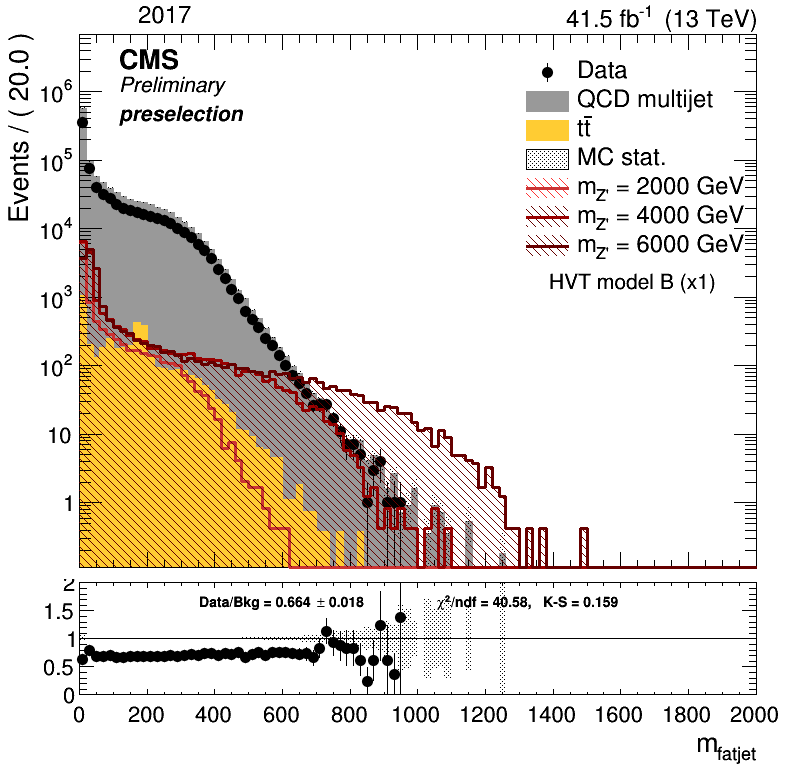 2017 41.5 fb⁻¹ (13 TeV)
CMS
Preliminary
preselection
Data
QCD multijet
tt̄
MC stat.
m_Z' = 2000 GeV
m_Z' = 4000 GeV
m_Z' = 6000 GeV
HVT model B (x1)
Events / ( 20.0 )
10⁶
10⁵
10⁴
10³
10²
10
1
Data/Bkg = 0.664 ± 0.018 χ²/ndf = 40.58, K-S = 0.159
2
1.5
1
0.5
0
0 200 400 600 800 1000 1200 1400 1600 1800 2000
m_fatjet